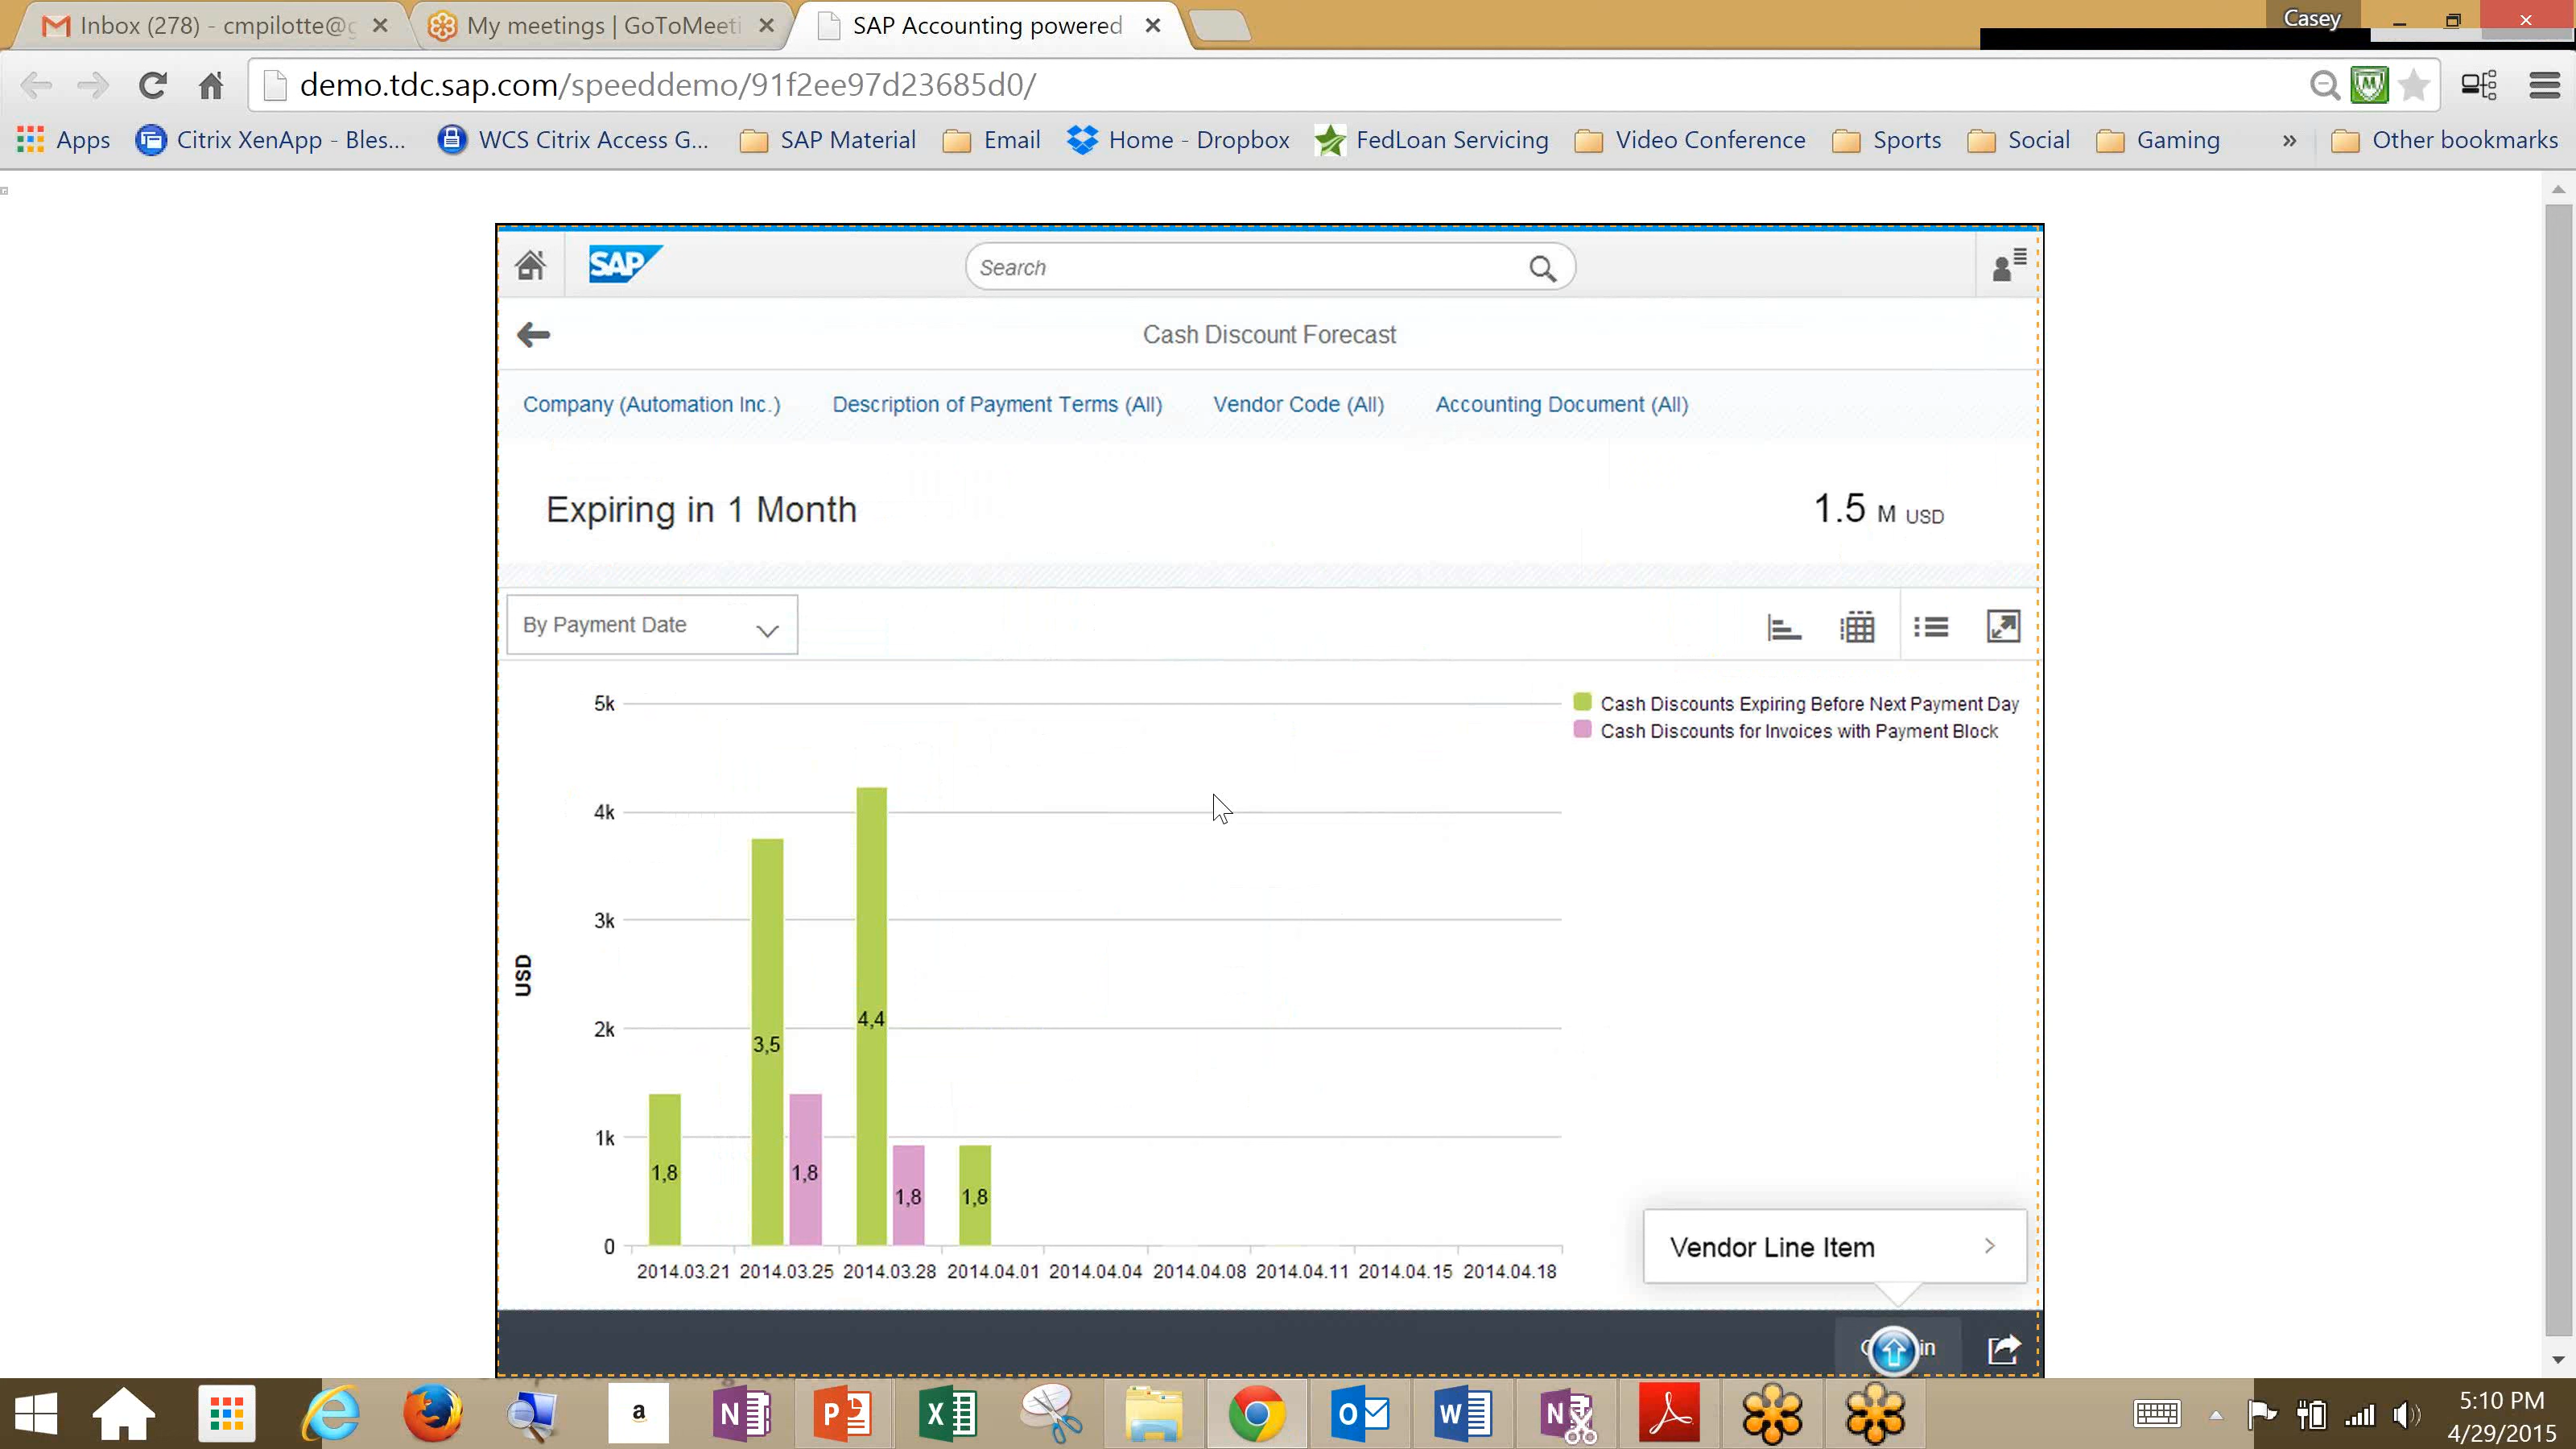 Inbox (278) - cmpilotte@g
My meetings | GoToMeeti
SAP Accounting powered
Casey
demo.tdc.sap.com/speeddemo/91f2ee97d23685d0/
Apps
Citrix XenApp - Bles...
WCS Citrix Access G...
SAP Material
Email
Home - Dropbox
FedLoan Servicing
Video Conference
Sports
Social
Gaming
»
Other bookmarks
SAP
Search
Cash Discount Forecast
Company (Automation Inc.)
Description of Payment Terms (All)
Vendor Code (All)
Accounting Document (All)
Expiring in 1 Month
1.5 M USD
By Payment Date
Cash Discounts Expiring Before Next Payment Day
Cash Discounts for Invoices with Payment Block
5k
4k
3k
2k
1k
0
USD
1,8
3,5
1,8
4,4
1,8
1,8
2014.03.21 2014.03.25 2014.03.28 2014.04.01 2014.04.04 2014.04.08 2014.04.11 2014.04.15 2014.04.18
Vendor Line Item
5:10 PM
4/29/2015